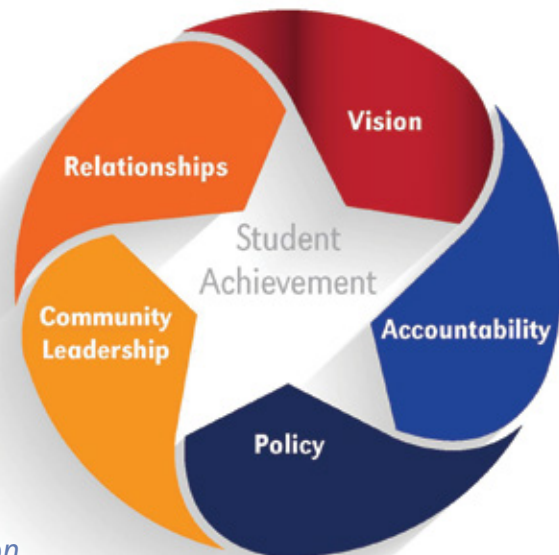 Vision
Relationships
Student
Achievement
Community
Leadership
Accountability
Policy